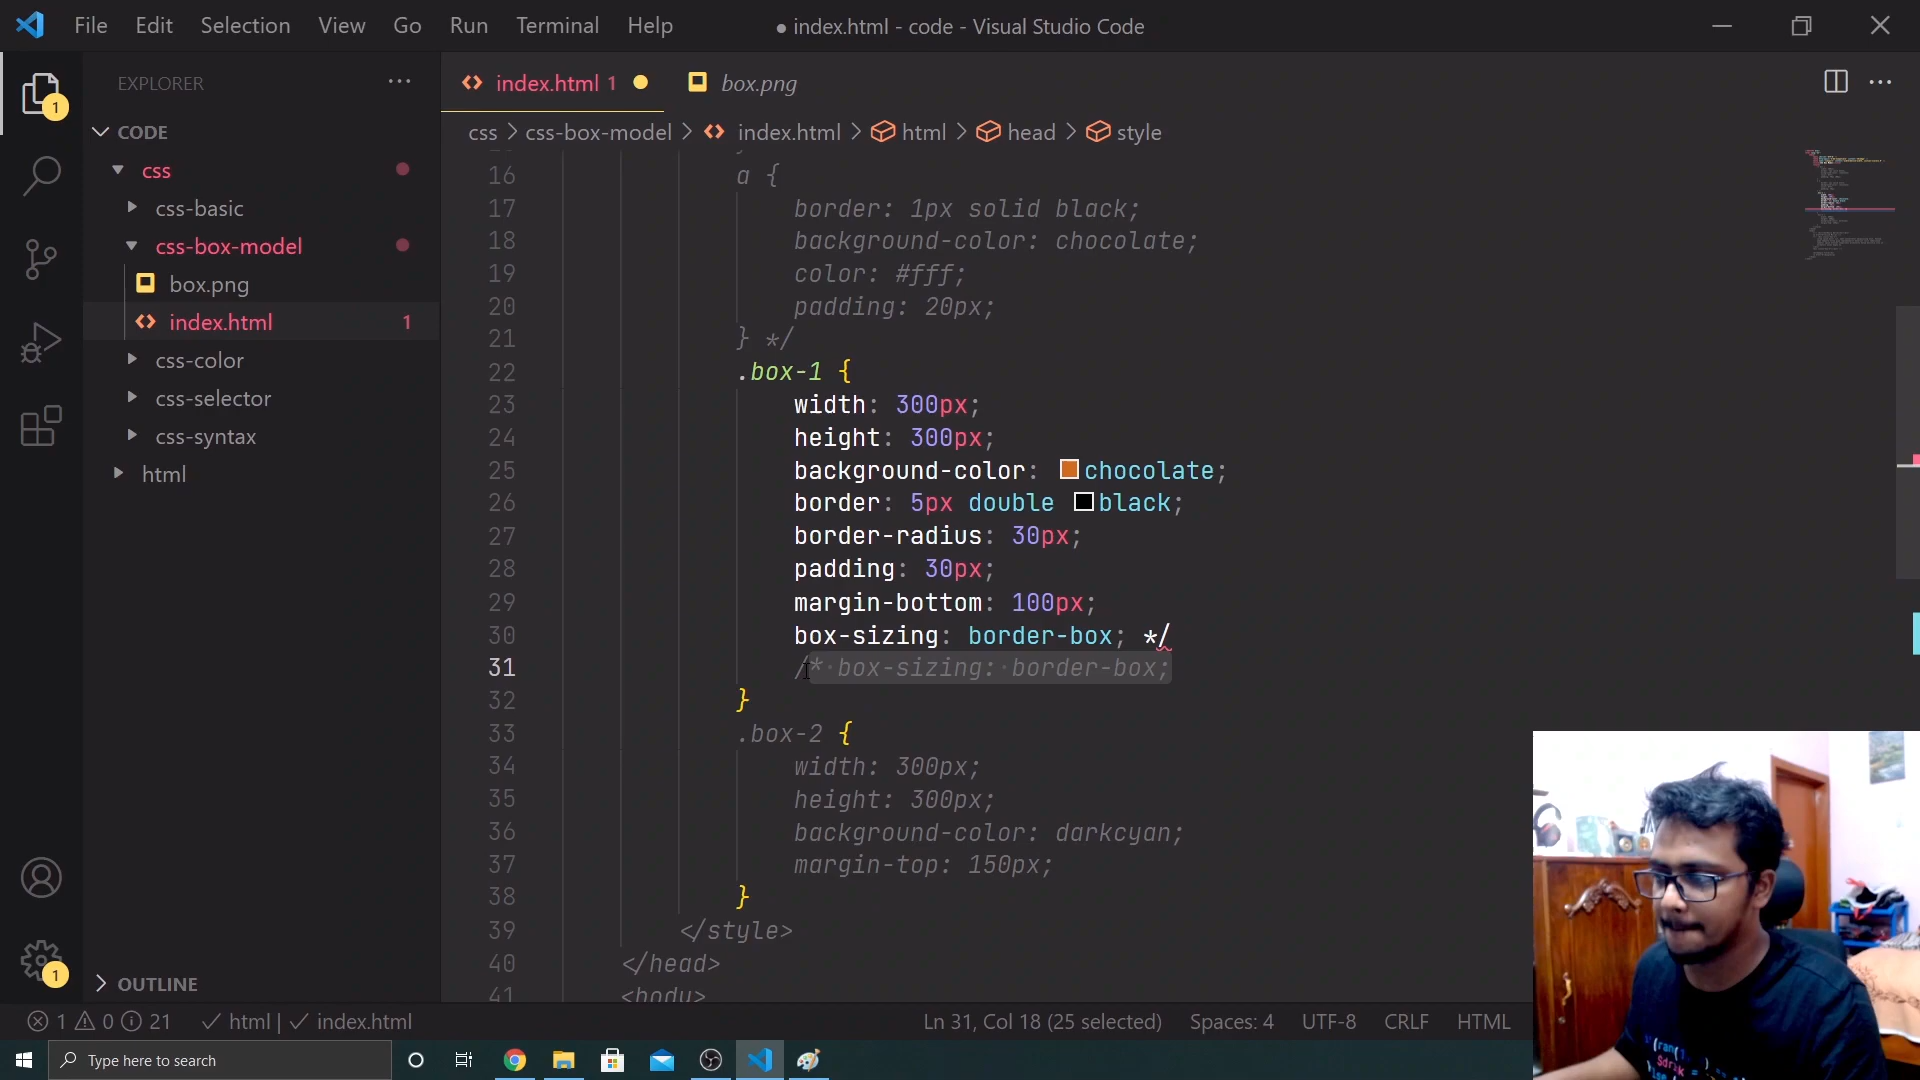 File Edit Selection View Go Run Terminal Help
● index.html - code - Visual Studio Code
EXPLORER
index.html 1
box.png
CODE
css > css-box-model > index.html > html > head > style
css
css-basic
css-box-model
box.png
index.html 1
css-color
css-selector
css-syntax
html
OUTLINE
16 a {
17 border: 1px solid black;
18 background-color: chocolate;
19 color: #fff;
20 padding: 20px;
21 } */
22 .box-1 {
23 width: 300px;
24 height: 300px;
25 background-color: chocolate;
26 border: 5px double black;
27 border-radius: 30px;
28 padding: 30px;
29 margin-bottom: 100px;
30 box-sizing: border-box; */
31 /* box-sizing: border-box;
32 }
33 .box-2 {
34 width: 300px;
35 height: 300px;
36 background-color: darkcyan;
37 margin-top: 150px;
38 }
39 </style>
40 </head>
41 <body>
1
1
1 0 21 html | index.html
Ln 31, Col 18 (25 selected) Spaces: 4 UTF-8 CRLF HTML
Type here to search